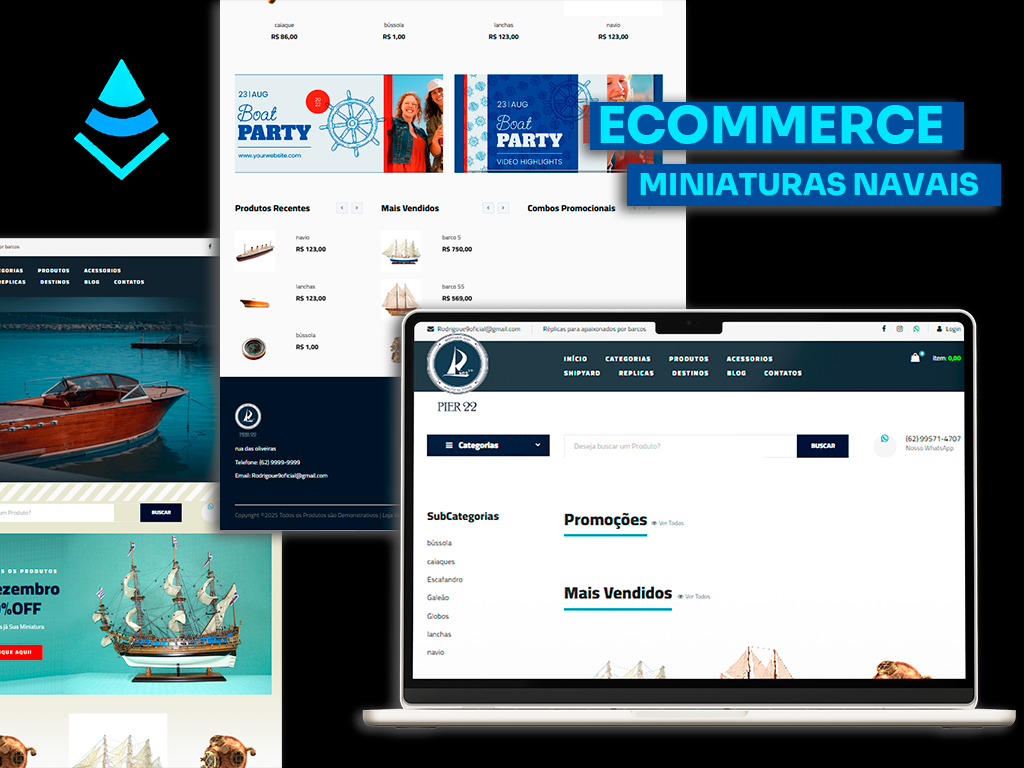 ECOMMERCE
MINIATURAS NAVAIS
caiaque
R$ 86,00
bússola
R$ 1,00
lanchas
R$ 123,00
navio
R$ 123,00
23 | AUG
Boat
PARTY
www.yourwebsite.com
20
22
23 | AUG
Boat
PARTY
VIDEO HIGHLIGHTS
Produtos Recentes
navio
R$ 123,00
lanchas
R$ 123,00
bússola
R$ 1,00
Mais Vendidos
barco 5
R$ 750,00
barco 55
R$ 569,00
Combos Promocionais
PIER 22
rua das oliveiras
Telefone: (62) 9999-9999
Email: Rodrigoue9oficial@gmail.com
Copyright ©2025 Todos os Produtos são Demonstrativos | Loja
por barcos
PRODUTOS ACESSORIOS
REPLICAS DESTINOS BLOG CONTATOS
um Produto?
BUSCAR
OS PRODUTOS
%OFF
já Sua Miniatura
AQUI!
Rodrigoue9oficial@gmail.com
Réplicas para apaixonados por barcos
Login
INÍCIO CATEGORIAS PRODUTOS ACESSORIOS
SHIPYARD REPLICAS DESTINOS BLOG CONTATOS
item: 0,00
PIER 22
Categorias
Deseja buscar um Produto?
BUSCAR
(62) 99571-4707
Nosso WhatsApp
SubCategorias
bússola
caiaques
Escafandro
Galeão
Globos
lanchas
navio
Promoções
Ver Todas
Mais Vendidos
Ver Todos